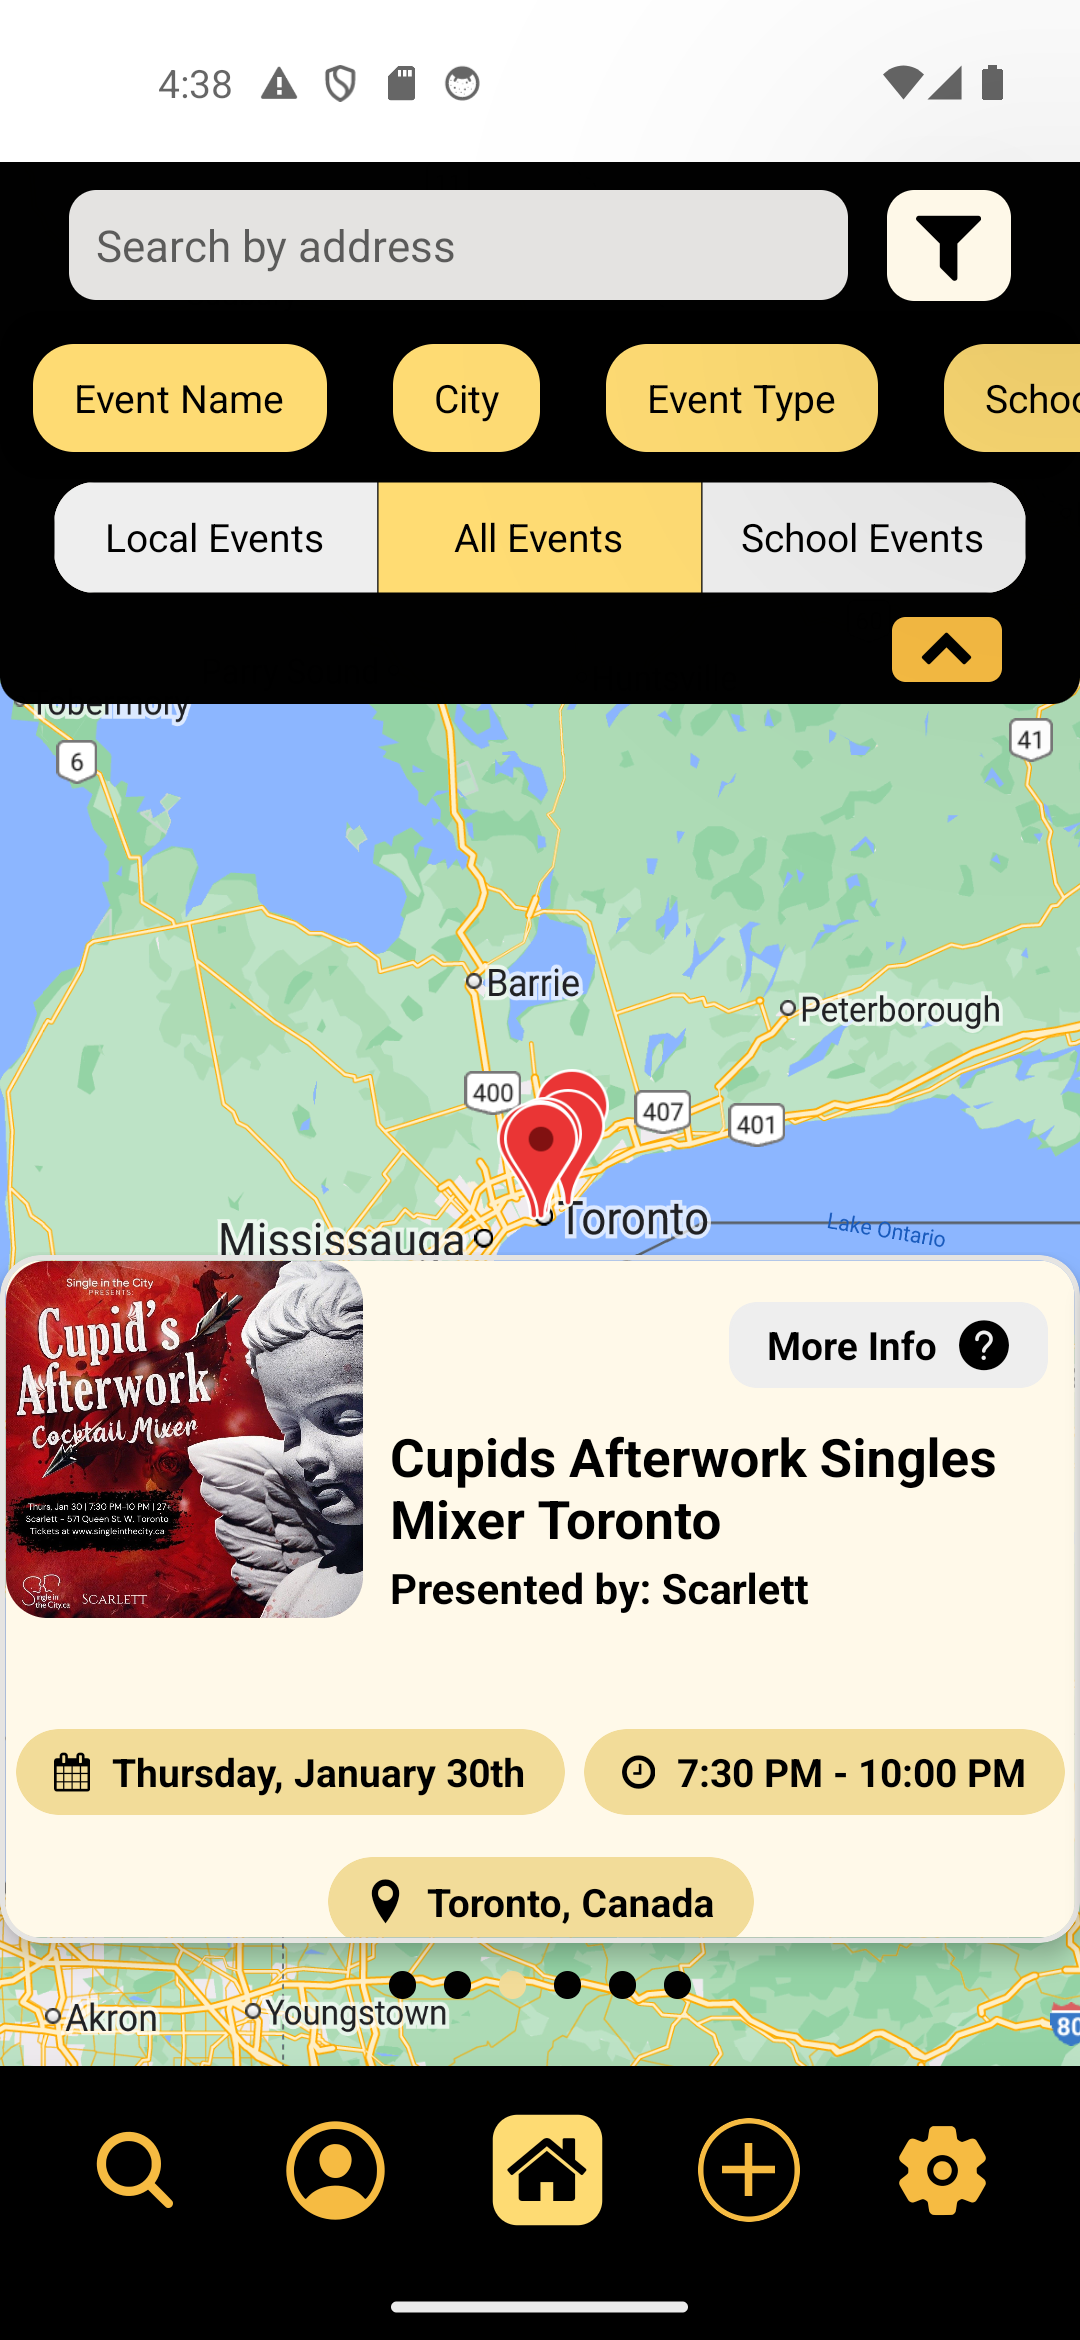 4:38
Search by address
Event Name
City
Event Type
Schoo
Local Events
All Events
School Events
Tobermory
6
41
Barrie
Peterborough
400
407
401
Toronto
Mississauga
Lake Ontario
Single in the City
PRESENTS:
Cupid's
Afterwork
Cocktail Mixer
Thurs. Jan 30 | 7:30 PM-10 PM | 27+
Scarlett - 571 Queen St. W. Toronto
Tickets at www.singleinthecity.ca
Single in
the City.ca
SCARLETT
More Info
Cupids Afterwork Singles
Mixer Toronto
Presented by: Scarlett
Thursday, January 30th
7:30 PM - 10:00 PM
Toronto, Canada
Akron
Youngstown
80